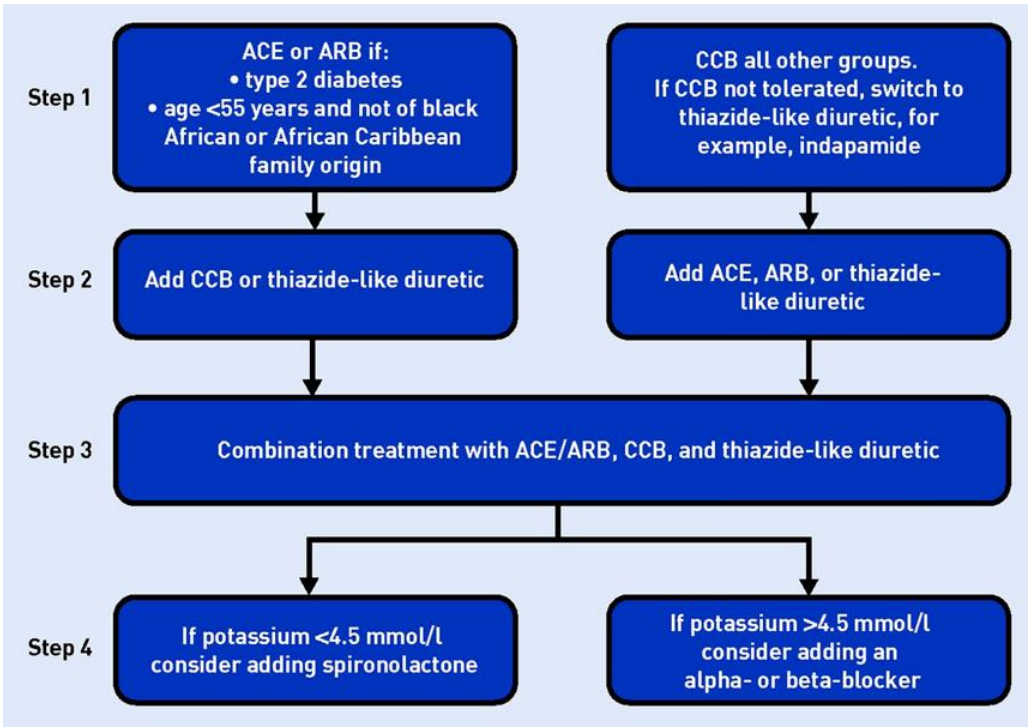 Step 1
ACE or ARB if:
• type 2 diabetes
• age <55 years and not of black
African or African Caribbean
family origin
CCB all other groups.
If CCB not tolerated, switch to
thiazide-like diuretic, for
example, indapamide
Step 2
Add CCB or thiazide-like diuretic
Add ACE, ARB, or thiazide-
like diuretic
Step 3
Combination treatment with ACE/ARB, CCB, and thiazide-like diuretic
Step 4
If potassium <4.5 mmol/l
consider adding spironolactone
If potassium >4.5 mmol/l
consider adding an
alpha- or beta-blocker